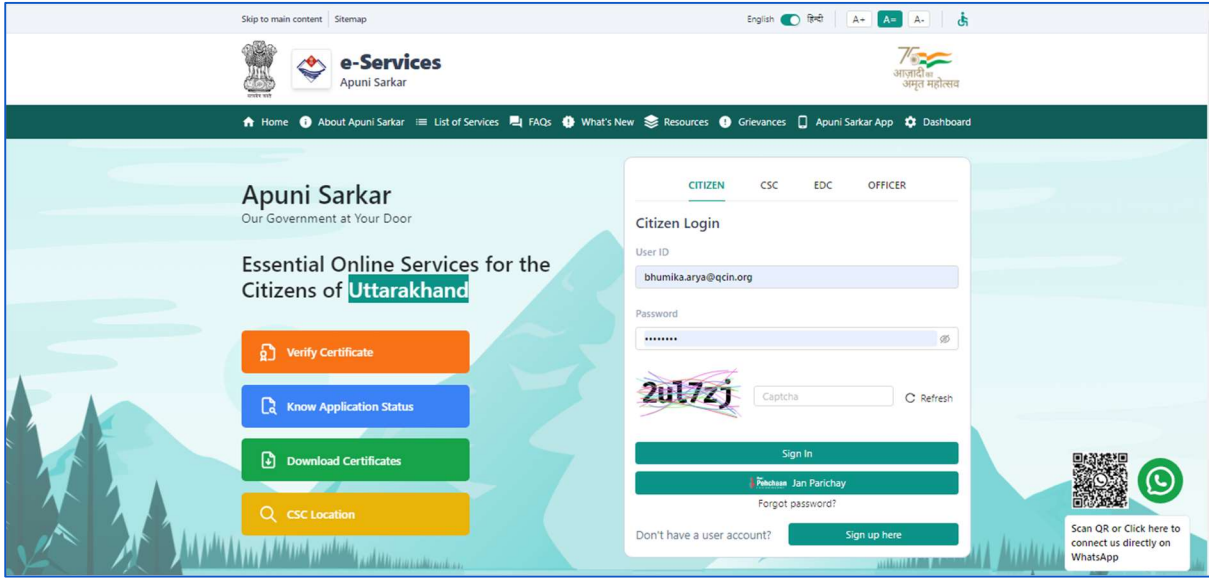 Skip to main content Sitemap
English हिन्दी A+ A= A-
सत्यमेव जयते
e-Services
Apuni Sarkar
आज़ादी का
अमृत महोत्सव
Home About Apuni Sarkar List of Services FAQs What's New Resources Grievances Apuni Sarkar App Dashboard
Apuni Sarkar
Our Government at Your Door
Essential Online Services for the
Citizens of Uttarakhand
Verify Certificate
Know Application Status
Download Certificates
CSC Location
CITIZEN CSC EDC OFFICER
Citizen Login
User ID
bhumika.arya@qcin.org
Password
••••••••
2ul7zj Captcha Refresh
Sign In
Pehchaan Jan Parichay
Forgot password?
Don't have a user account? Sign up here
Scan QR or Click here to
connect us directly on
WhatsApp